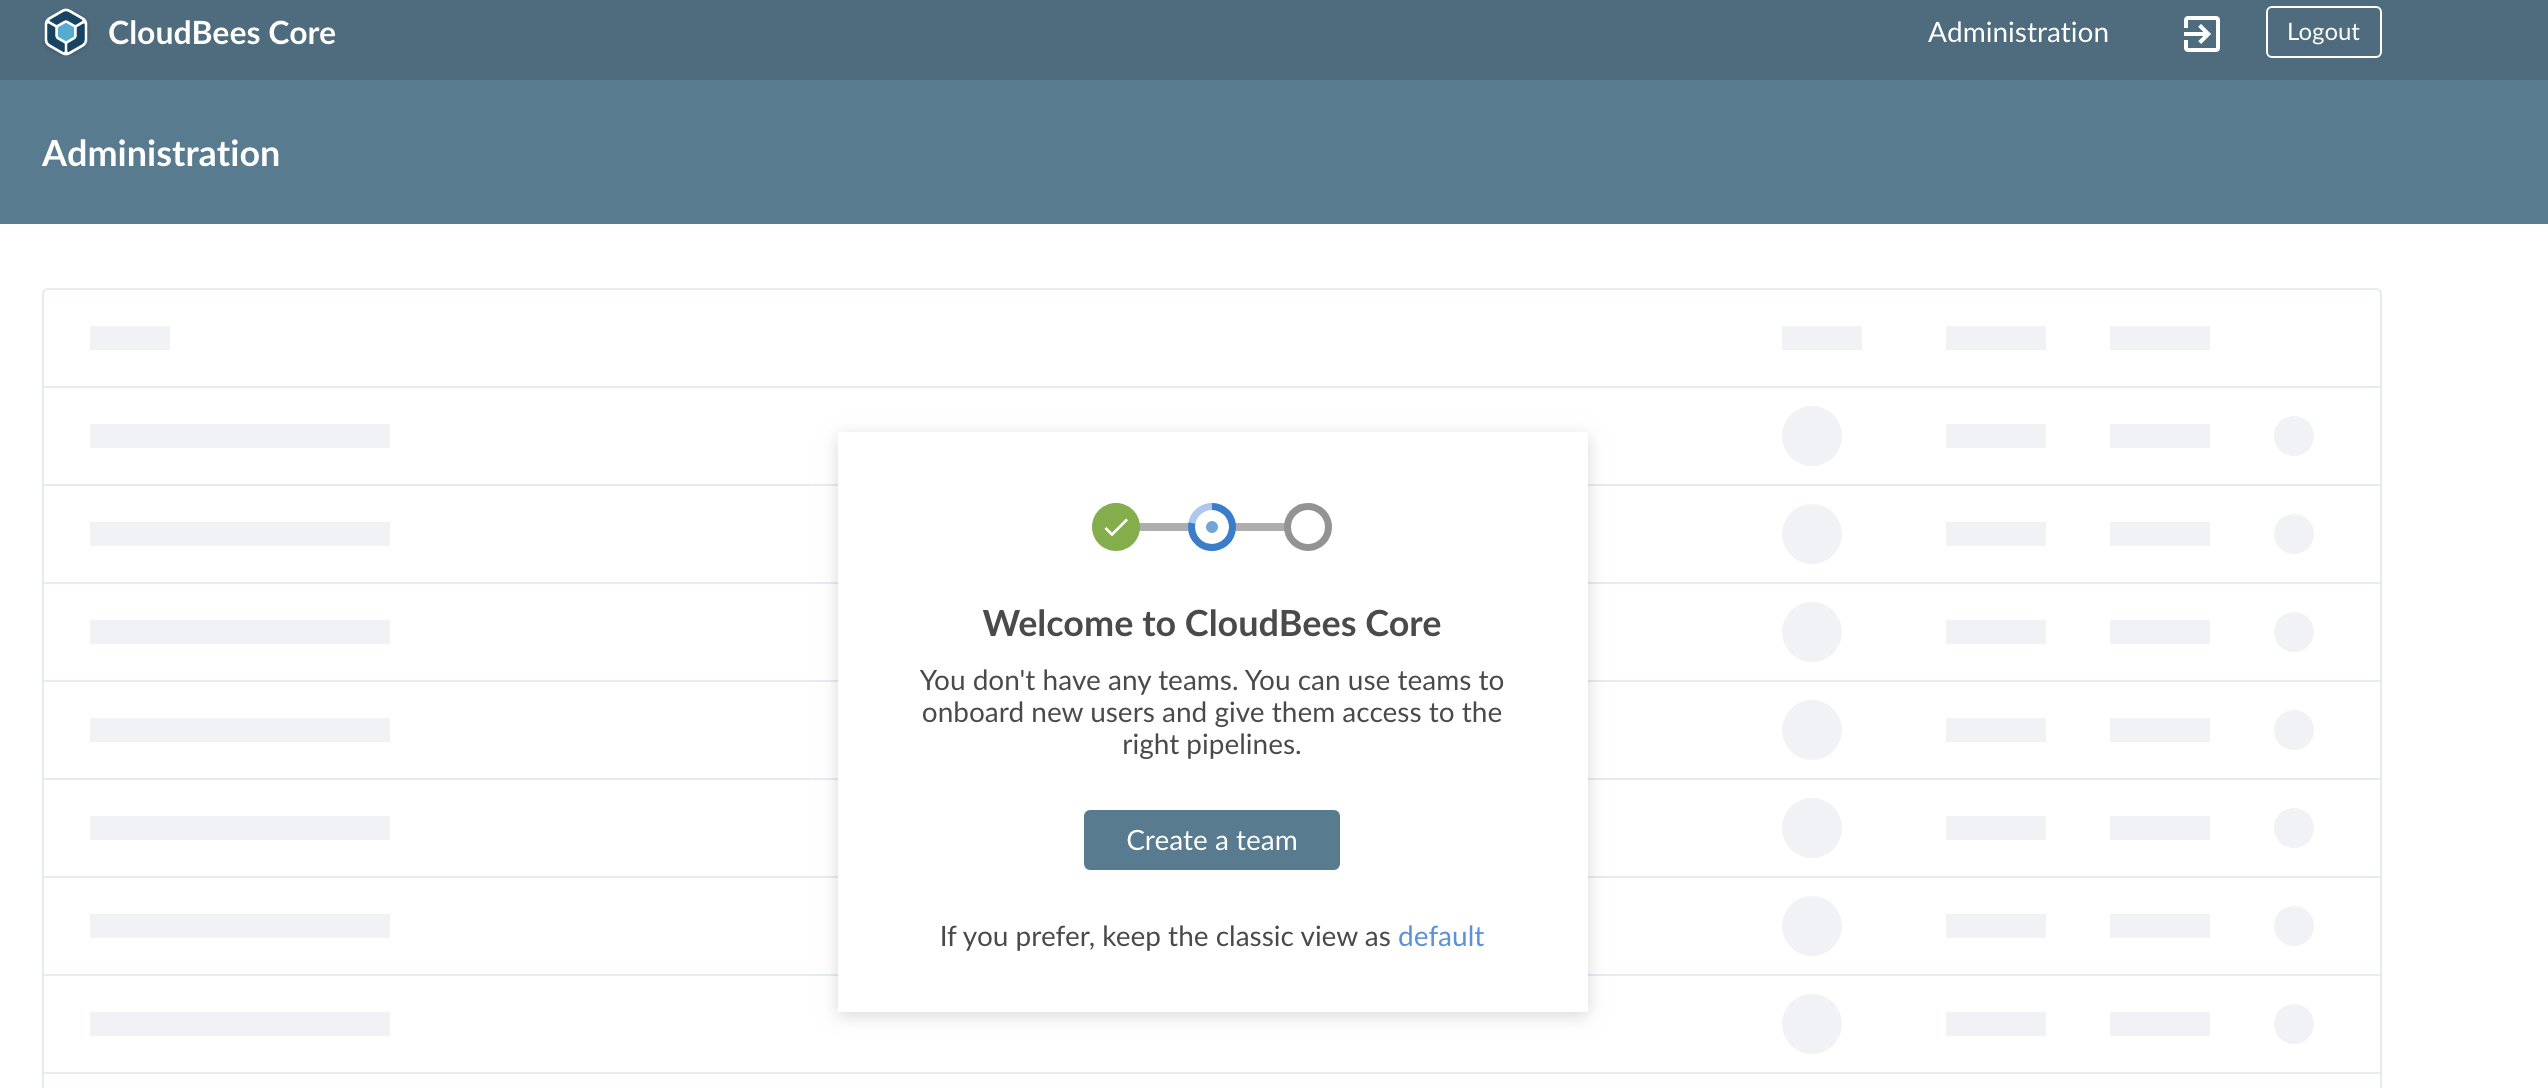 CloudBees Core
Administration
Logout
Administration
Welcome to CloudBees Core
You don't have any teams. You can use teams to
onboard new users and give them access to the
right pipelines.
Create a team
If you prefer, keep the classic view as default